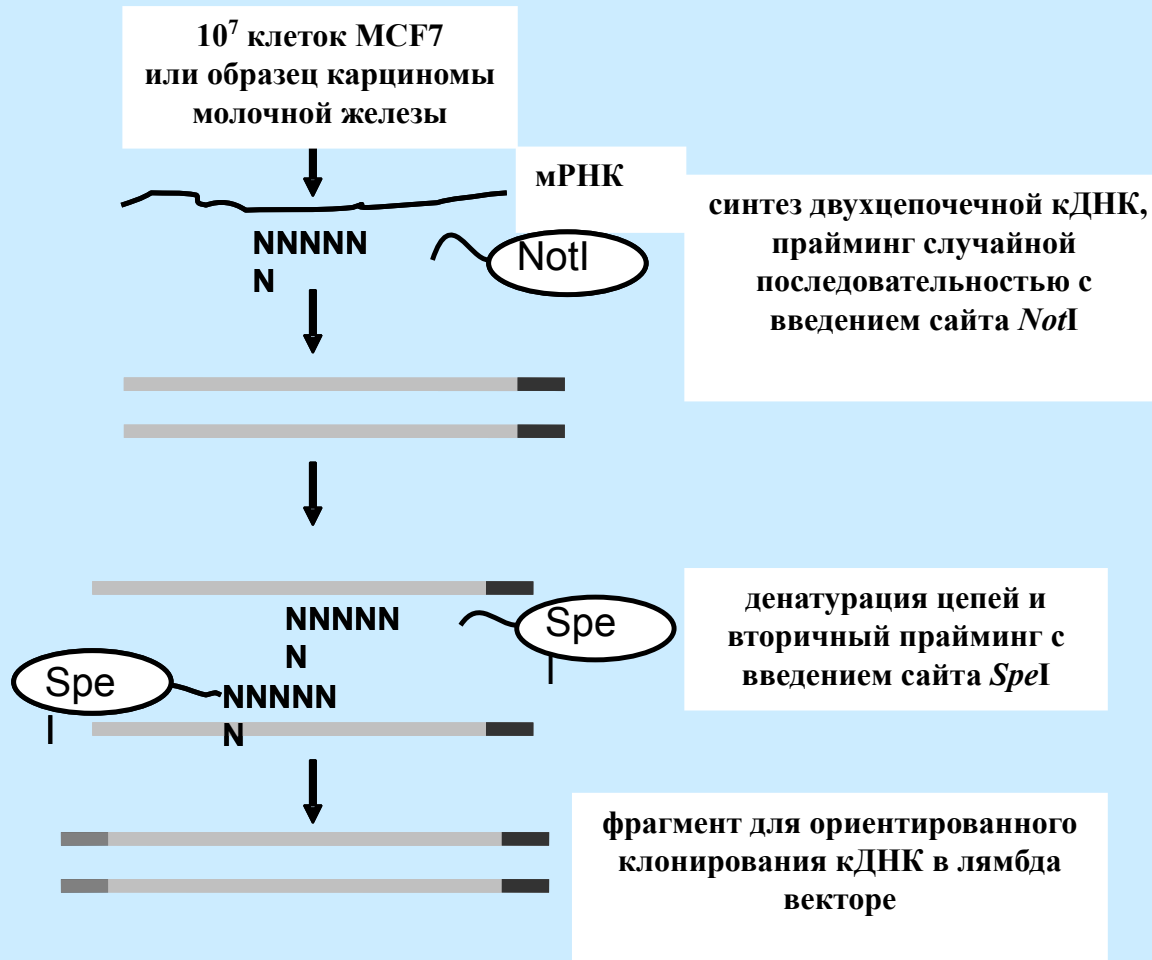 10⁷ клеток MCF7
или образец карциномы
молочной железы
мРНК
синтез двухцепочечной кДНК,
прайминг случайной
последовательностью с
введением сайта NotI
NNNNN
N
NotI
NNNNN
N
Spe
I
денатурация цепей и
вторичный прайминг с
введением сайта SpeI
Spe
I
NNNNN
N
фрагмент для ориентированного
клонирования кДНК в лямбда
векторе